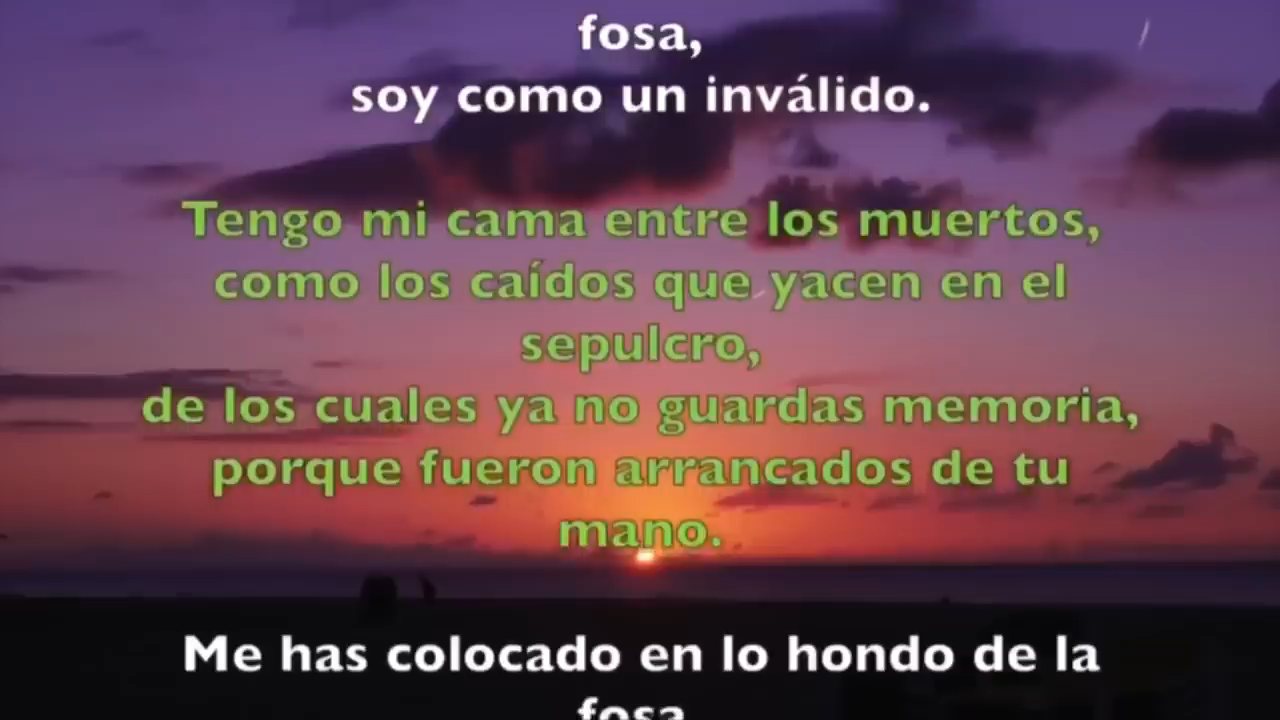 fosa,
soy como un inválido.
Tengo mi cama entre los muertos,
como los caídos que yacen en el
sepulcro,
de los cuales ya no guardas memoria,
porque fueron arrancados de tu
mano.
Me has colocado en lo hondo de la
fosa